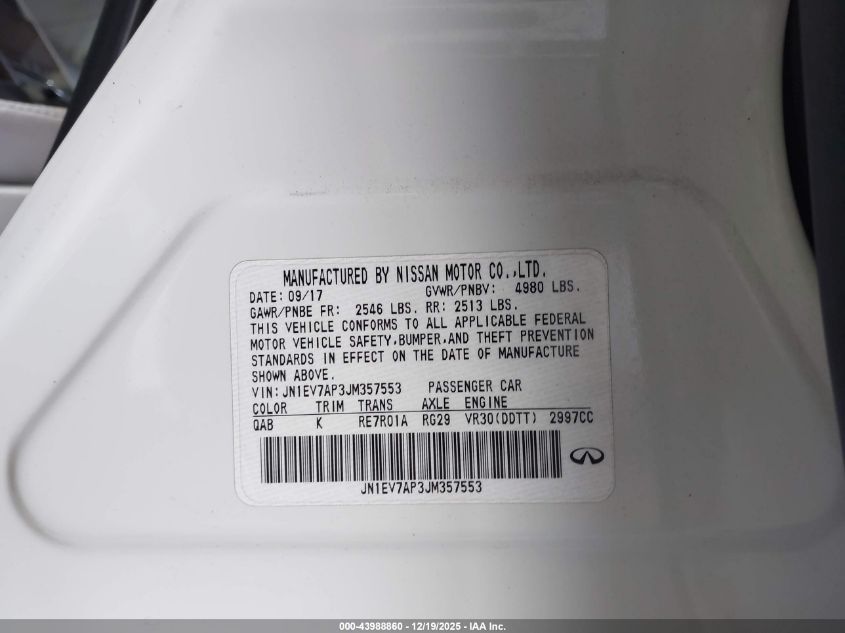 MANUFACTURED BY NISSAN MOTOR CO.,LTD.
DATE: 09/17 GVWR/PNBV: 4980 LBS.
GAWR/PNBE FR: 2546 LBS. RR: 2513 LBS.
THIS VEHICLE CONFORMS TO ALL APPLICABLE FEDERAL
MOTOR VEHICLE SAFETY,BUMPER,AND THEFT PREVENTION
STANDARDS IN EFFECT ON THE DATE OF MANUFACTURE
SHOWN ABOVE.
VIN: JN1EV7AP3JM357553 PASSENGER CAR
COLOR TRIM TRANS AXLE ENGINE
QAB K RE7R01A RG29 VR30(DDTT) 2997CC
JN1EV7AP3JM357553
000-43988860 - 12/19/2025 - IAA Inc.